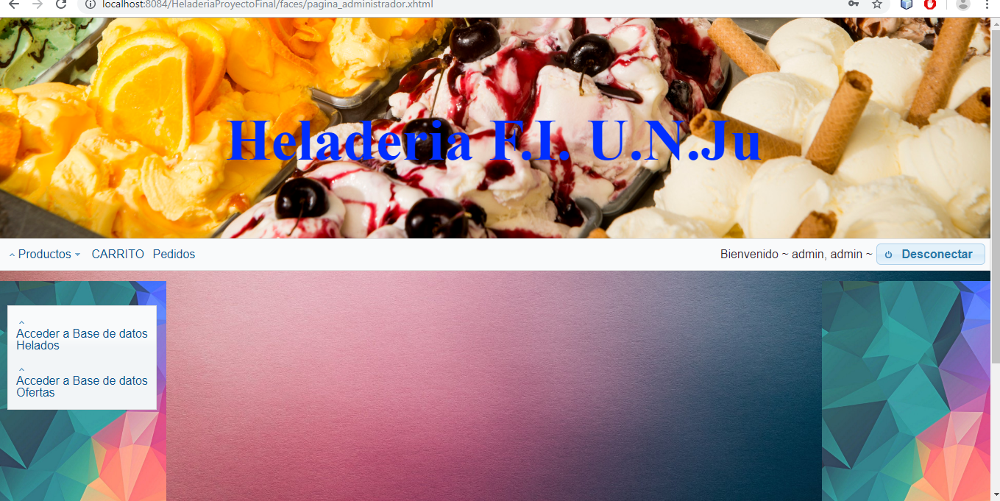 localhost:8084/HeladeriaProyectoFinal/faces/pagina_administrador.xhtml
Heladeria F.I. U.N.Ju
Productos CARRITO Pedidos Bienvenido ~ admin, admin ~ Desconectar
Acceder a Base de datos
Helados
Acceder a Base de datos
Ofertas